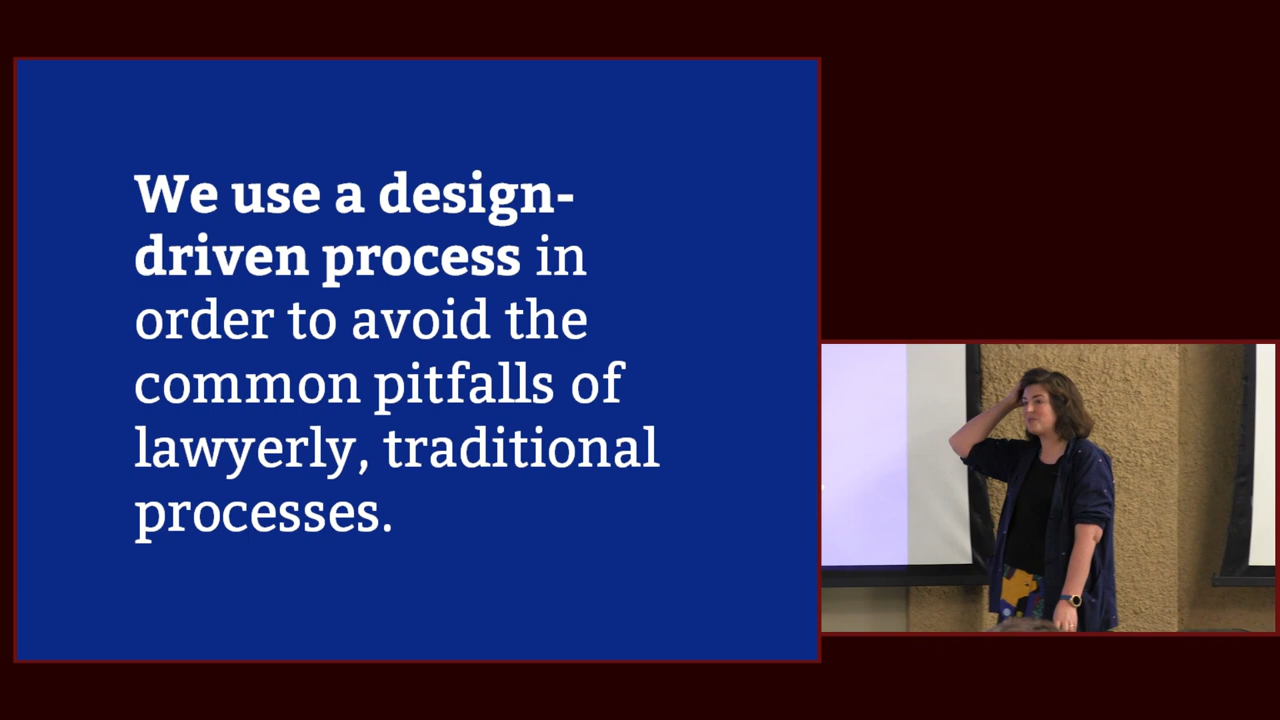 We use a design-
driven process in
order to avoid the
common pitfalls of
lawyerly, traditional
processes.